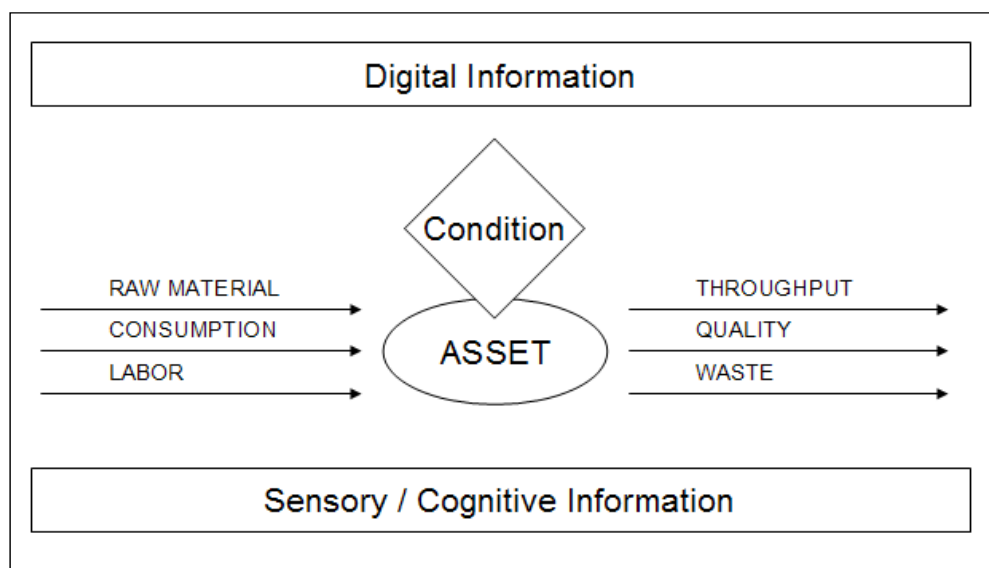 Digital Information
Condition
RAW MATERIAL
CONSUMPTION
LABOR
ASSET
THROUGHPUT
QUALITY
WASTE
Sensory / Cognitive Information